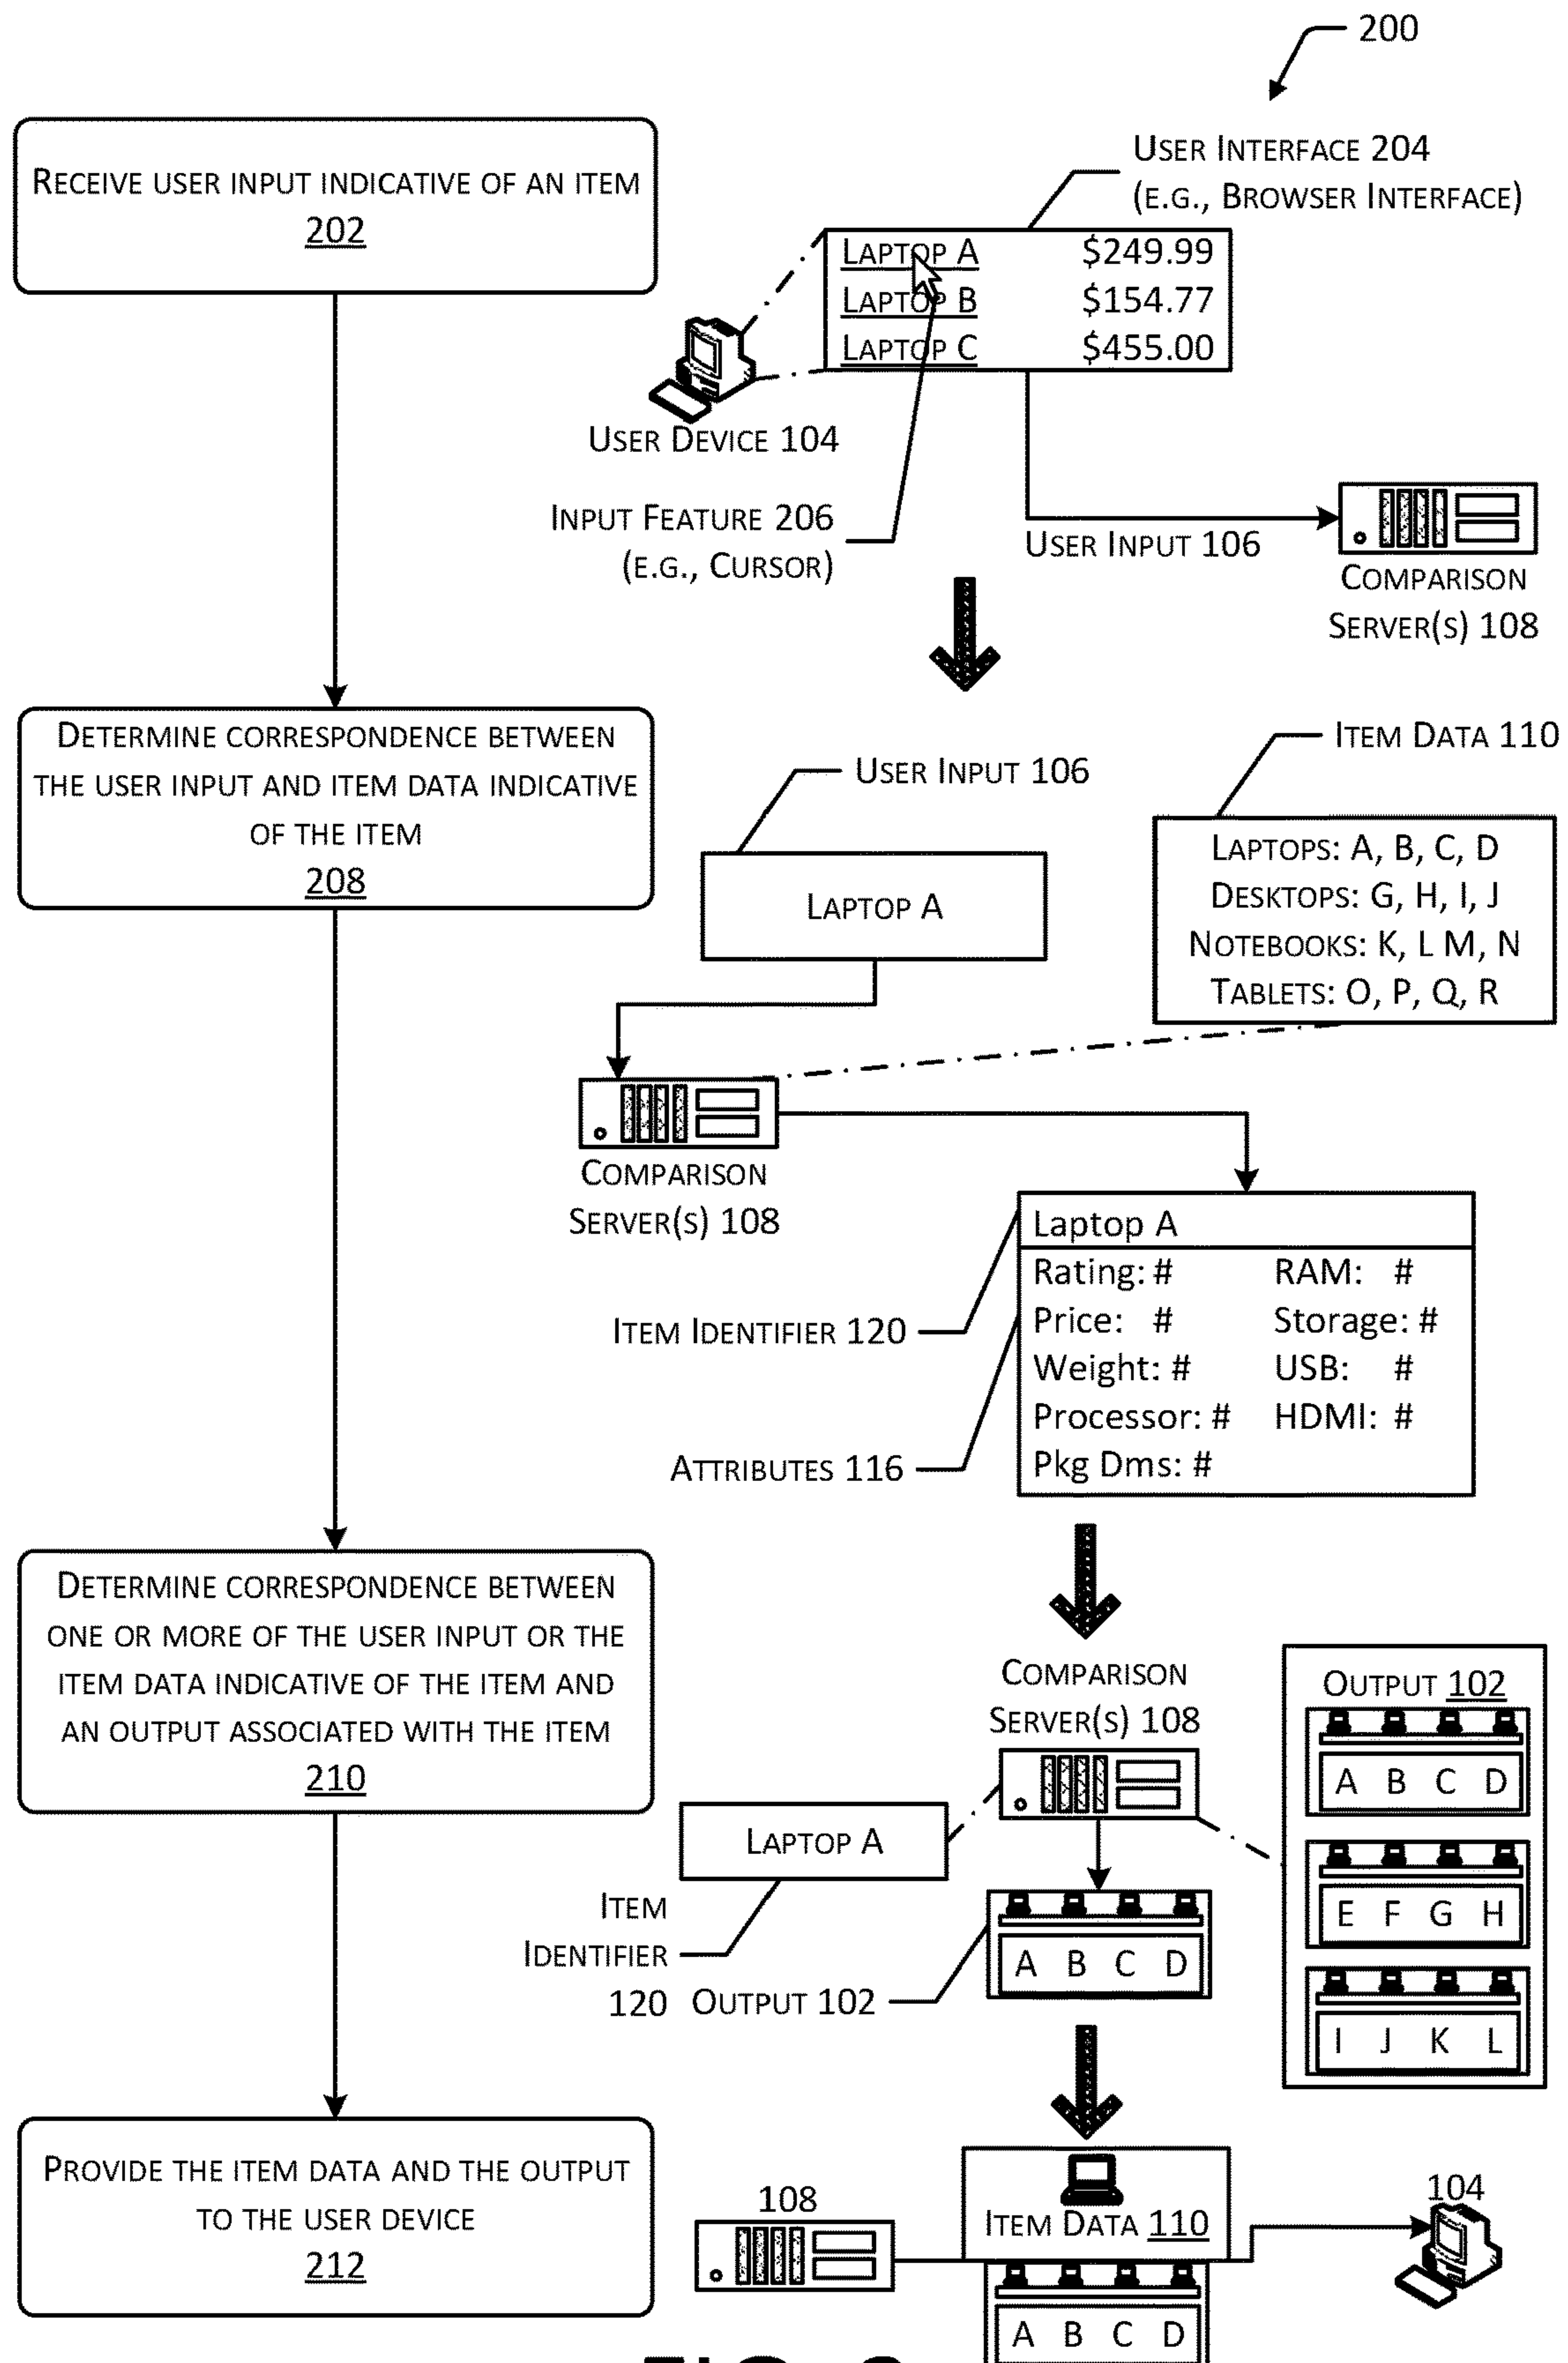 200
RECEIVE USER INPUT INDICATIVE OF AN ITEM
202
USER INTERFACE 204
(E.G., BROWSER INTERFACE)
LAPTOP A $249.99
LAPTOP B $154.77
LAPTOP C $455.00
USER DEVICE 104
INPUT FEATURE 206
(E.G., CURSOR)
USER INPUT 106
COMPARISON
SERVER(S) 108
DETERMINE CORRESPONDENCE BETWEEN
THE USER INPUT AND ITEM DATA INDICATIVE
OF THE ITEM
208
USER INPUT 106
LAPTOP A
ITEM DATA 110
LAPTOPS: A, B, C, D
DESKTOPS: G, H, I, J
NOTEBOOKS: K, L M, N
TABLETS: O, P, Q, R
COMPARISON
SERVER(S) 108
Laptop A
Rating: # RAM: #
Price: # Storage: #
Weight: # USB: #
Processor: # HDMI: #
Pkg Dms: #
ITEM IDENTIFIER 120
ATTRIBUTES 116
DETERMINE CORRESPONDENCE BETWEEN
ONE OR MORE OF THE USER INPUT OR THE
ITEM DATA INDICATIVE OF THE ITEM AND
AN OUTPUT ASSOCIATED WITH THE ITEM
210
COMPARISON
SERVER(S) 108
LAPTOP A
ITEM
IDENTIFIER
120
OUTPUT 102
A B C D
OUTPUT 102
A B C D
E F G H
I J K L
PROVIDE THE ITEM DATA AND THE OUTPUT
TO THE USER DEVICE
212
108
ITEM DATA 110
104
A B C D